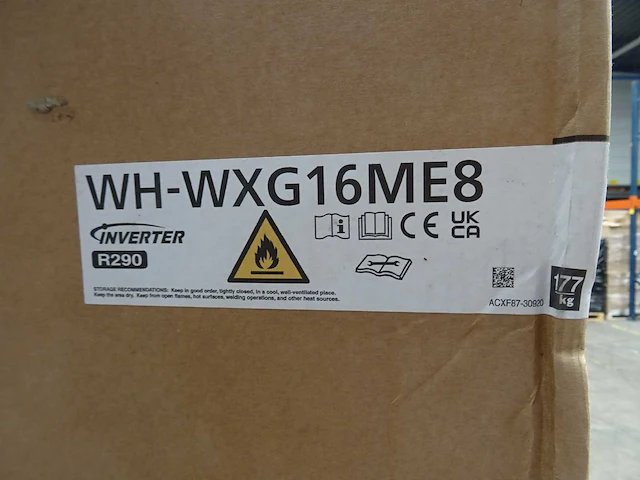 WH-WXG16ME8
INVERTER
R290
i
CE
UK
CA
STORAGE RECOMMENDATIONS: Keep in good order, tightly closed, in a cool, well-ventilated place.
Keep the area dry. Keep from open flames, hot surfaces, welding operations, and other heat sources.
ACXF87-30920
177
kg